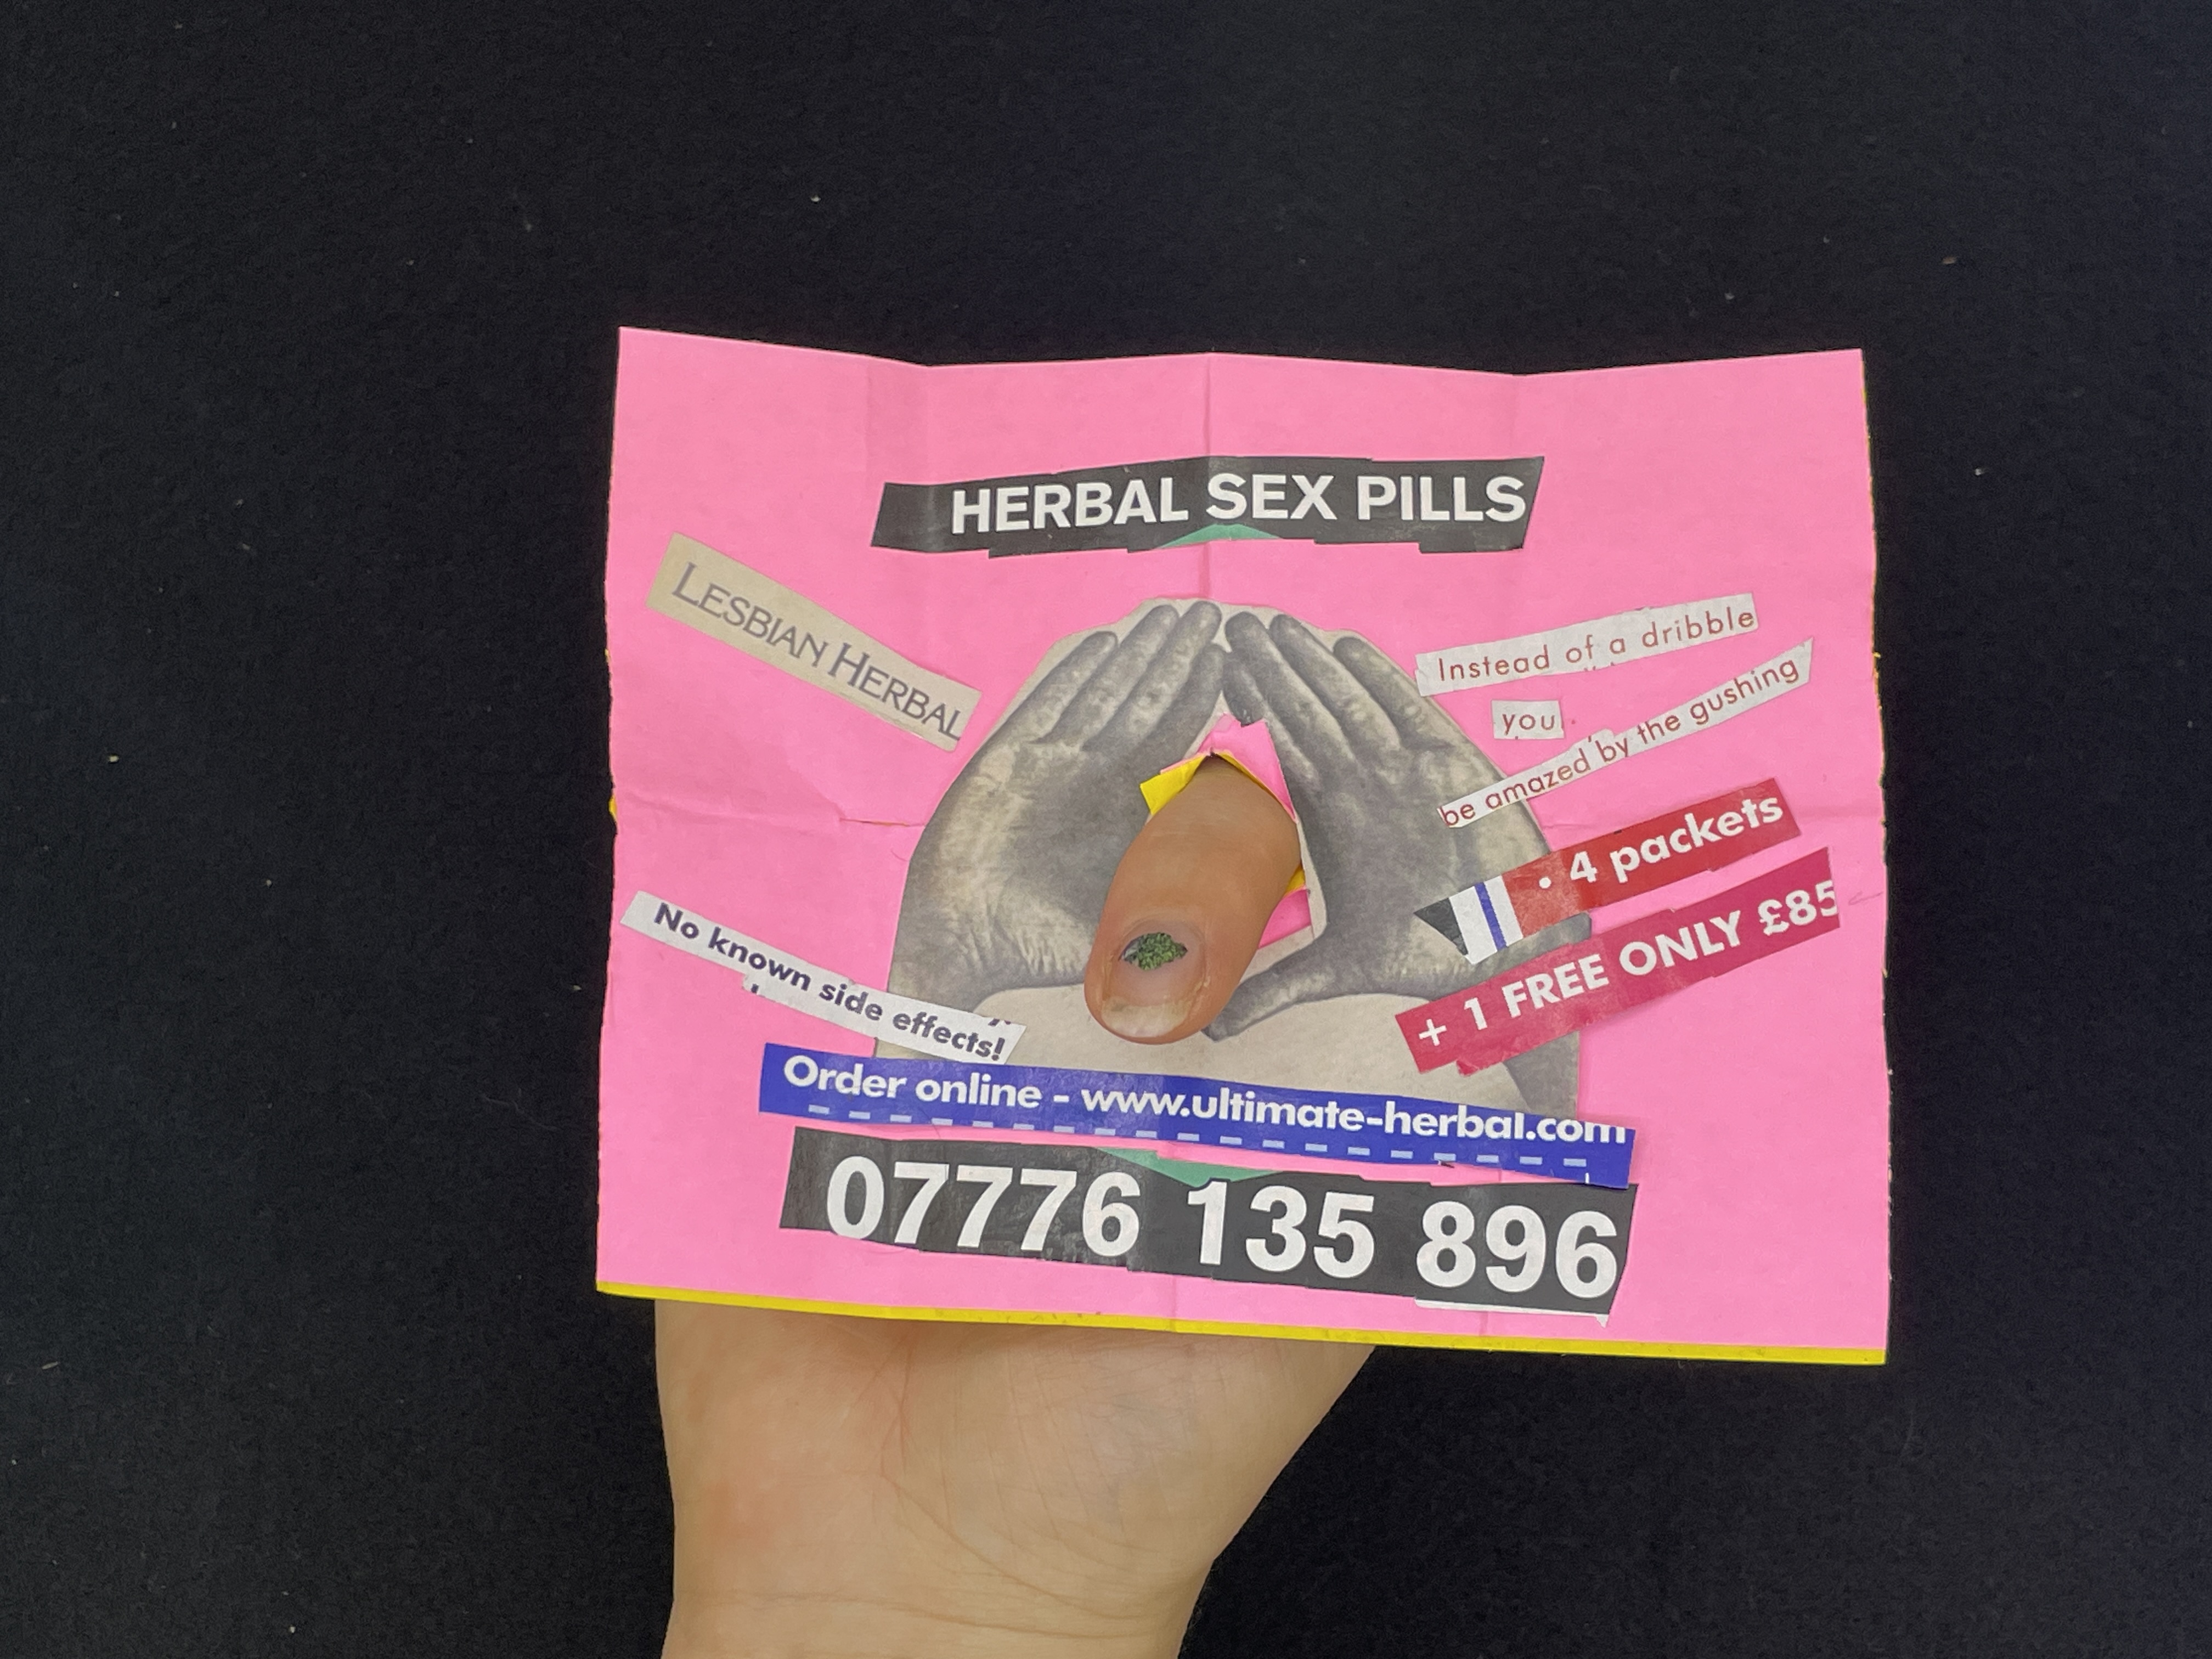 HERBAL SEX PILLS
LESBIAN HERBAL
Instead of a dribble
you
be amazed by the gushing
• 4 packets
+ 1 FREE ONLY £85
No known side effects!
Order online - www.ultimate-herbal.com
07776 135 896